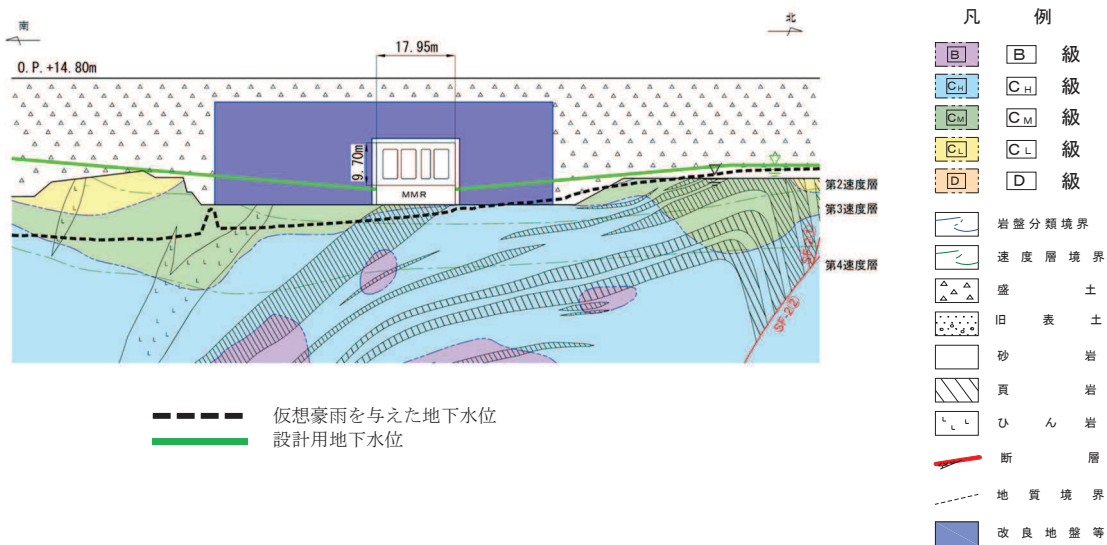 南
北
17.95m
O.P.+14.80m
9.70m
MMR
第2速度層
第3速度層
第4速度層
SF-2①
SF-2②
仮想豪雨を与えた地下水位
設計用地下水位
凡 例
B B 級
CH CH 級
CM CM 級
CL CL 級
D D 級
岩盤分類境界
速度層境界
盛土
旧表土
砂岩
頁岩
ひん岩
断層
地質境界
改良地盤等